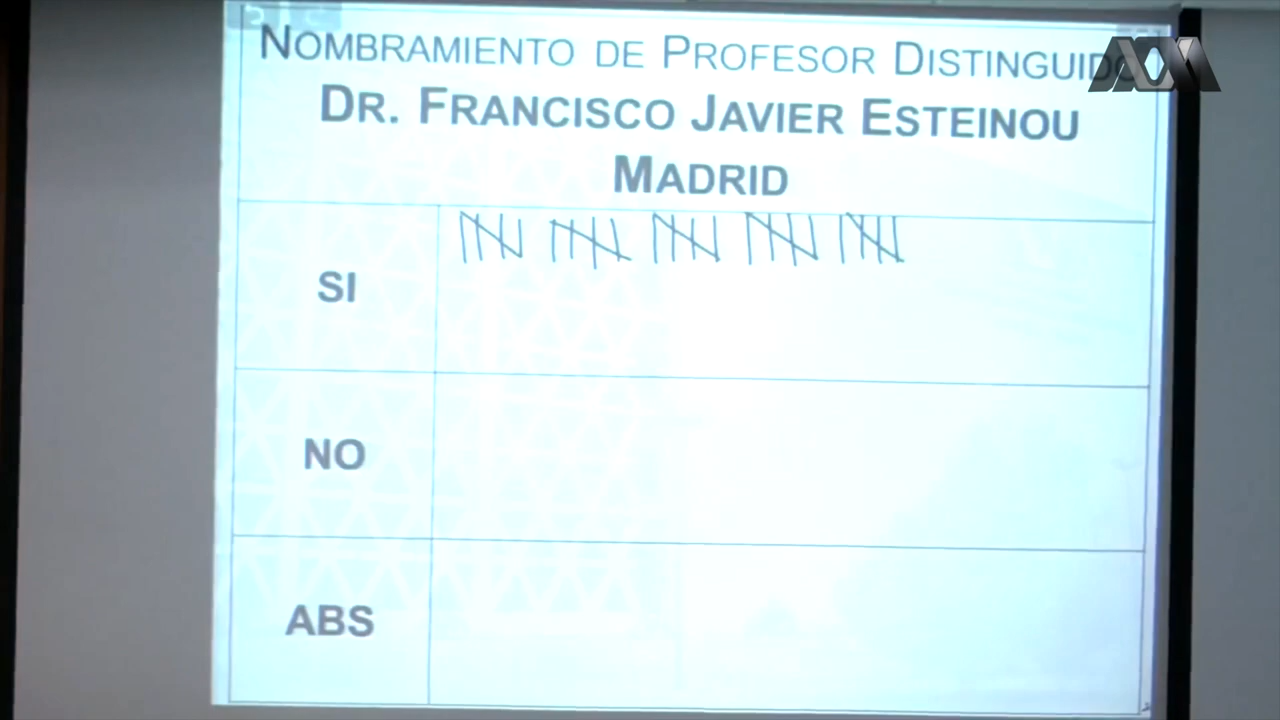 NOMBRAMIENTO DE PROFESOR DISTINGUIDO
DR. FRANCISCO JAVIER ESTEINOU
MADRID
SI
NO
ABS